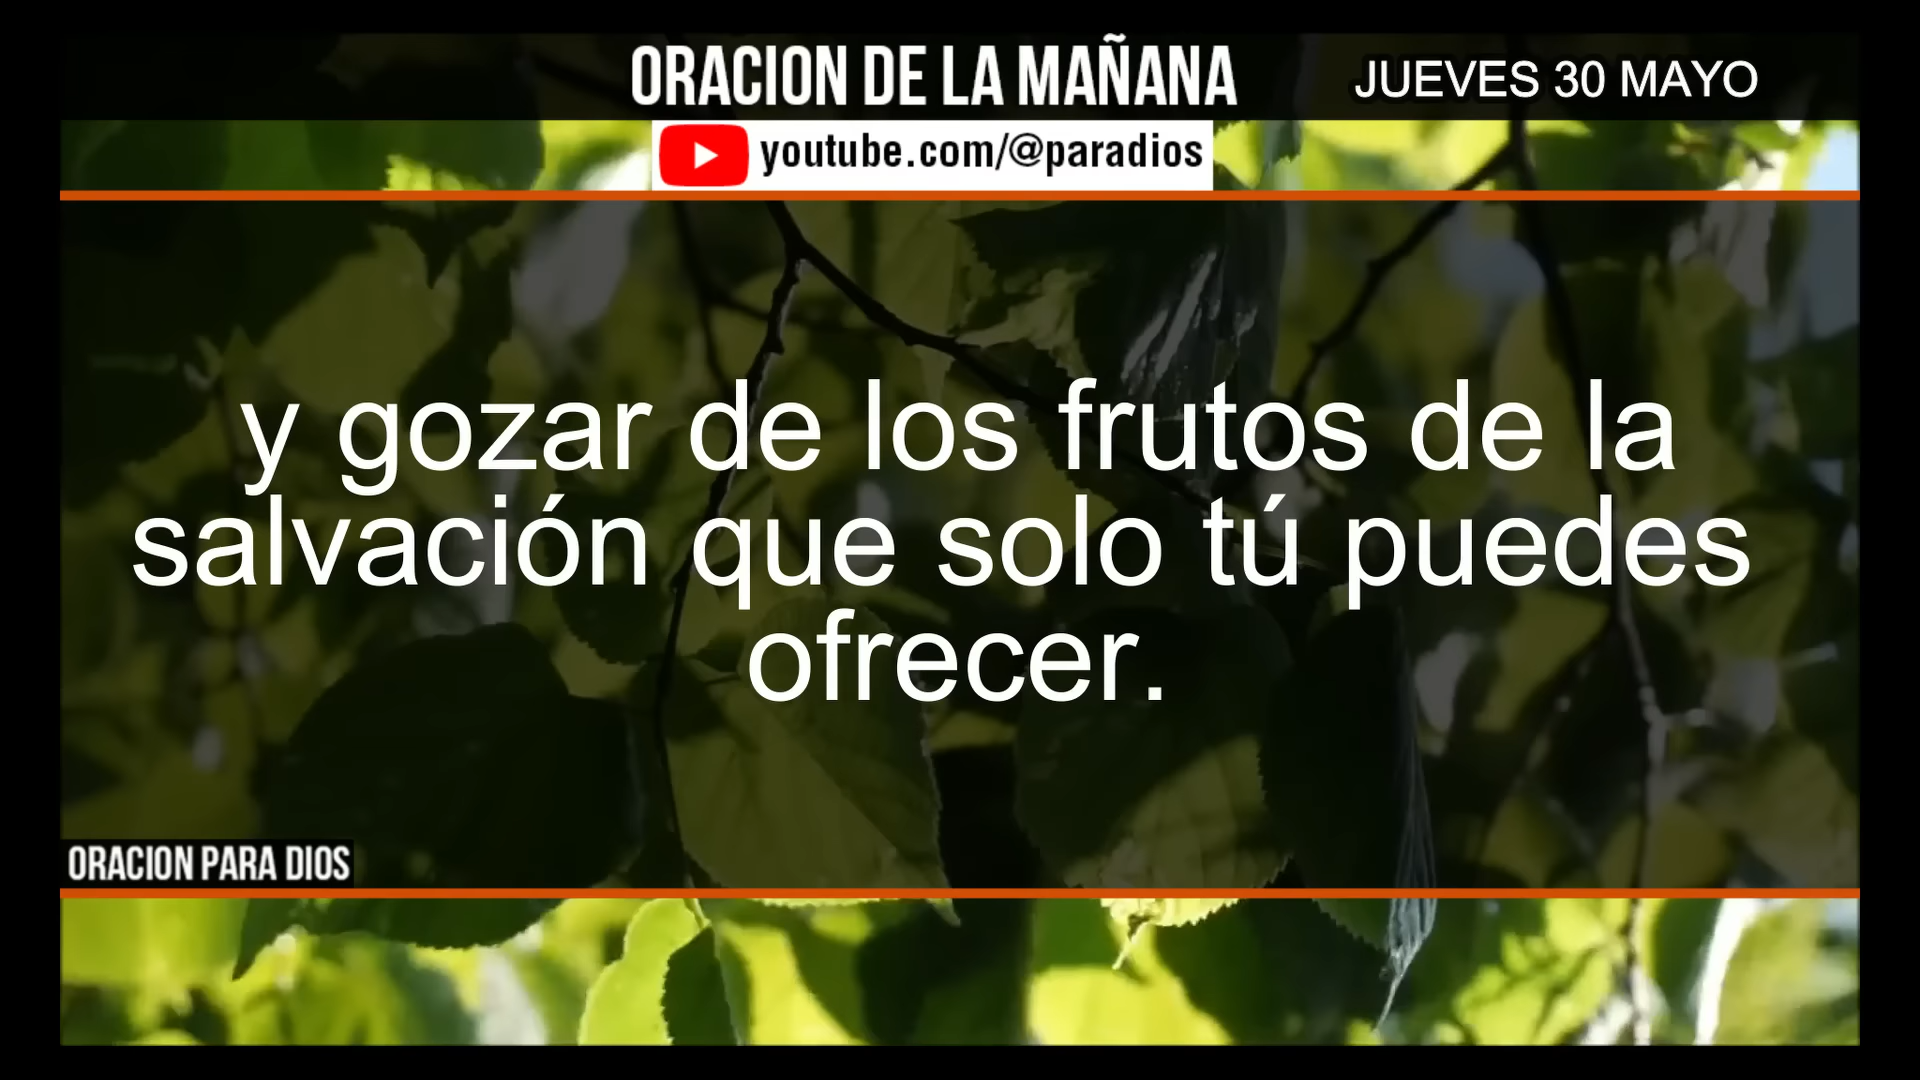 ORACION DE LA MAÑANA
JUEVES 30 MAYO
youtube.com/@paradios
y gozar de los frutos de la
salvación que solo tú puedes
ofrecer.
ORACION PARA DIOS